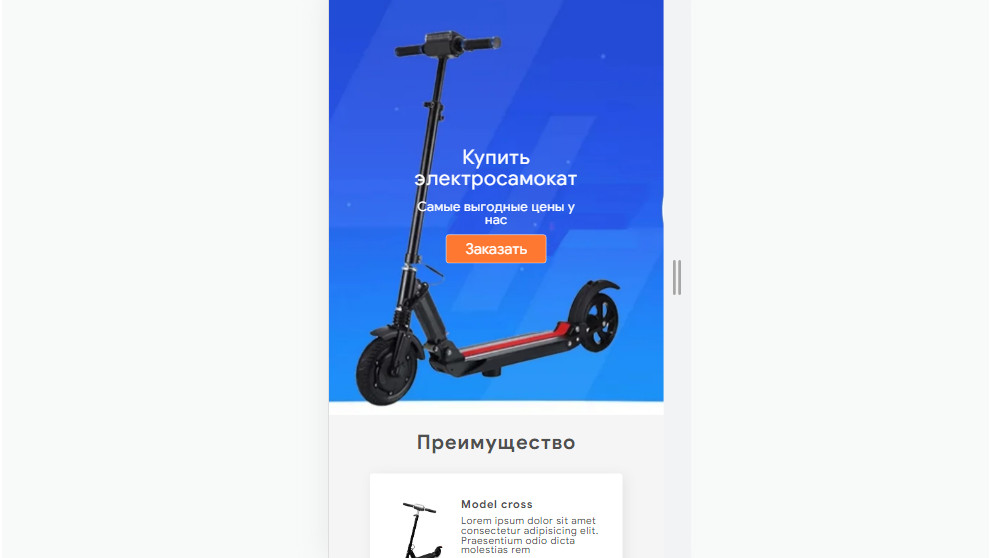 Купить
электросамокат
Самые выгодные цены у
нас
Заказать
Преимущество
Model cross
Lorem ipsum dolor sit amet
consectetur adipisicing elit.
Praesentium odio dicta
molestias rem